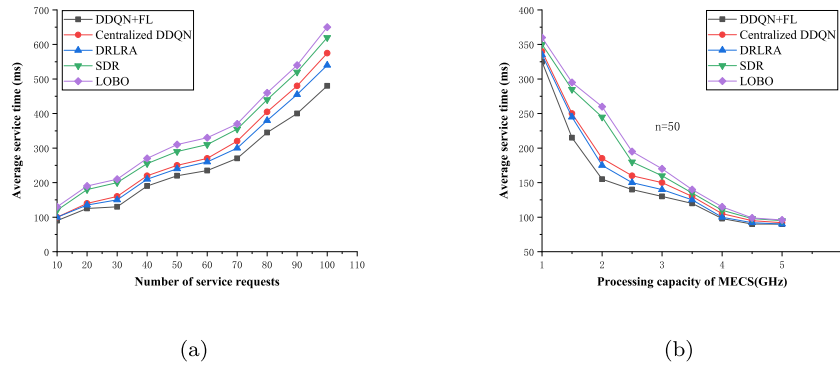 700
600
500
400
300
200
100
0
10 20 30 40 50 60 70 80 90 100 110
Average service time (ms)
Number of service requests
DDQN+FL
Centralized DDQN
DRLRA
SDR
LOBO
(a)
400
350
300
250
200
150
100
50
1 2 3 4 5
Average service time (ms)
Processing capacity of MECS(GHz)
DDQN+FL
Centralized DDQN
DRLRA
SDR
LOBO
n=50
(b)